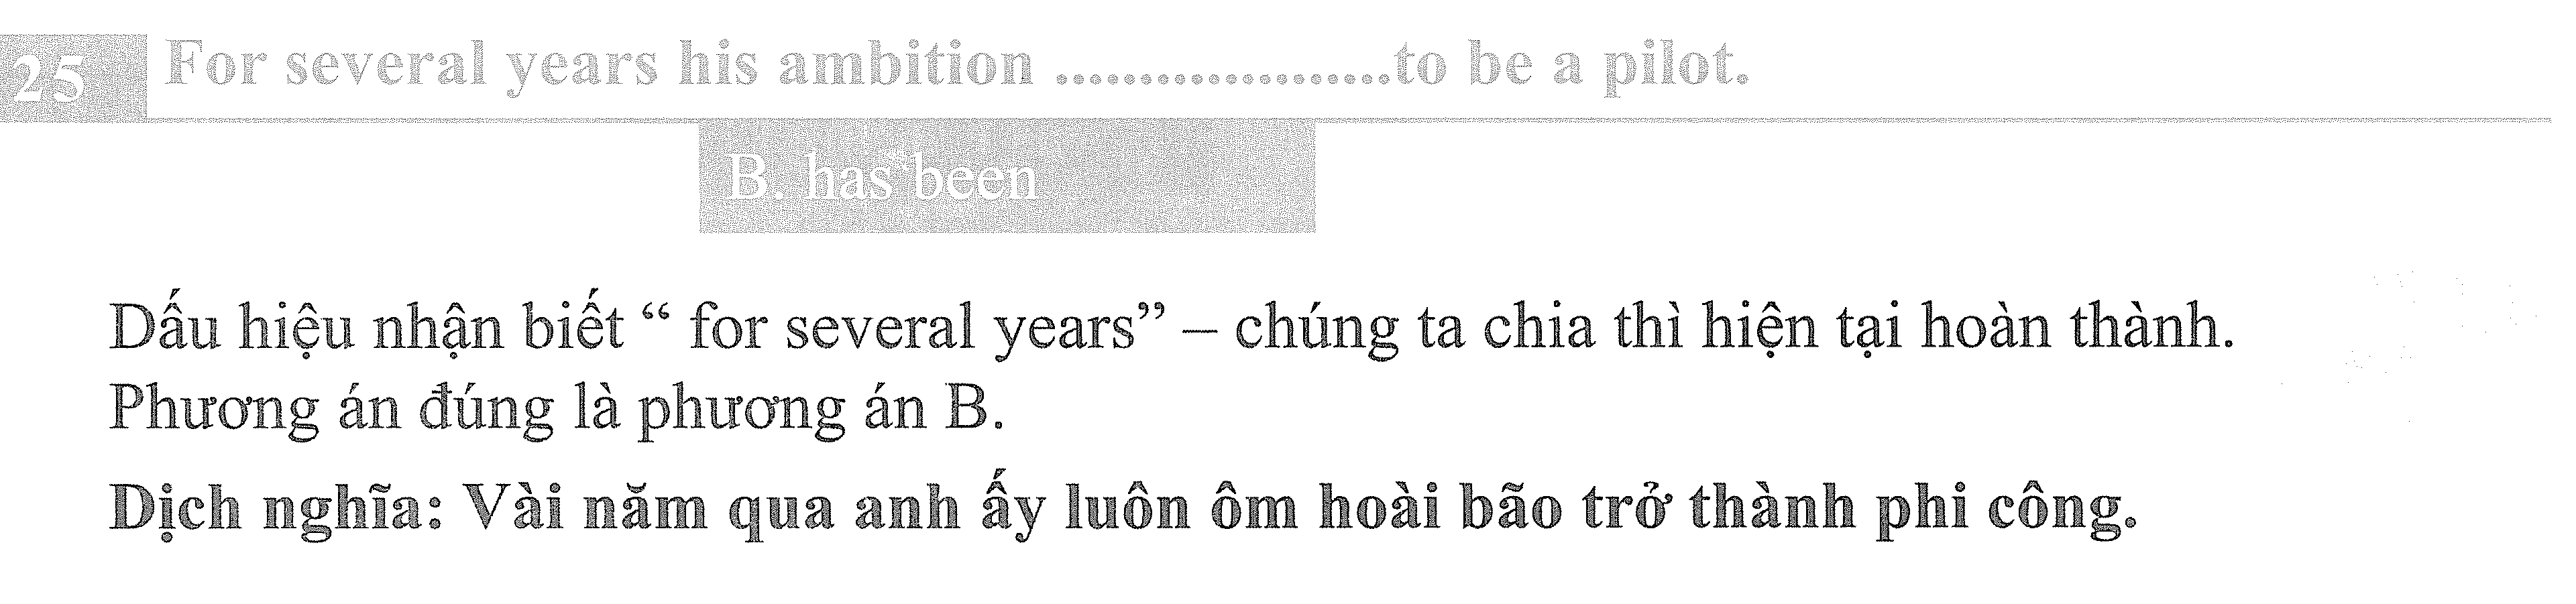 25 For several years his ambition ....................to be a pilot.
B. has been
Dấu hiệu nhận biết “ for several years” – chúng ta chia thì hiện tại hoàn thành.
Phương án đúng là phương án B.
Dịch nghĩa: Vài năm qua anh ấy luôn ôm hoài bão trở thành phi công.